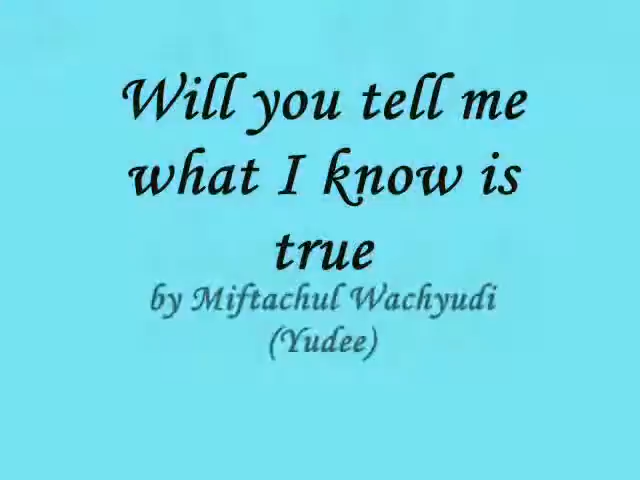 Will you tell me
what I know is
true
by Miftachul Wachyudi
(Yudee)